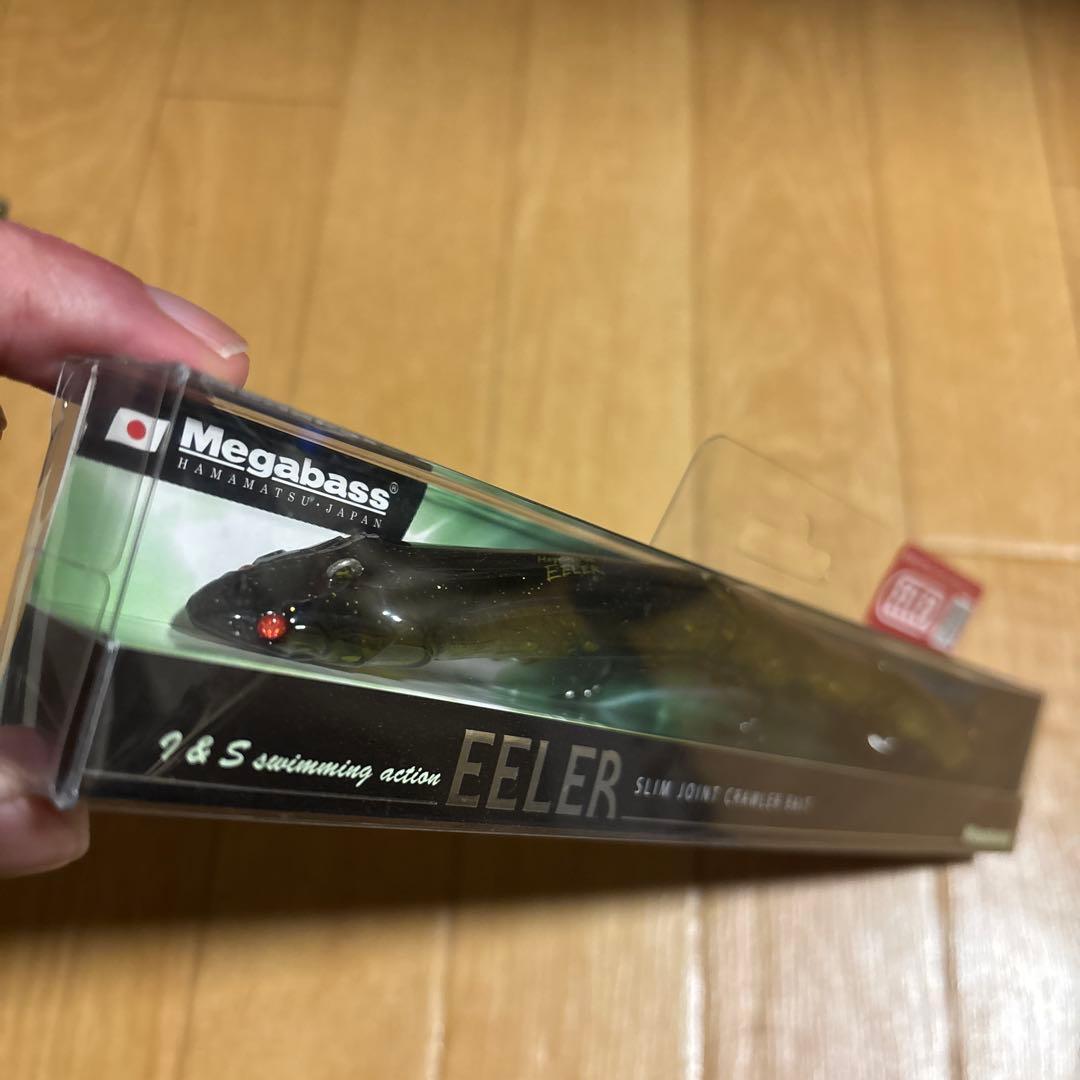 Megabass®
HAMAMATSU·JAPAN
EELER
I & S swimming action
EELER
SLIM JOINT CRAWLER BAIT